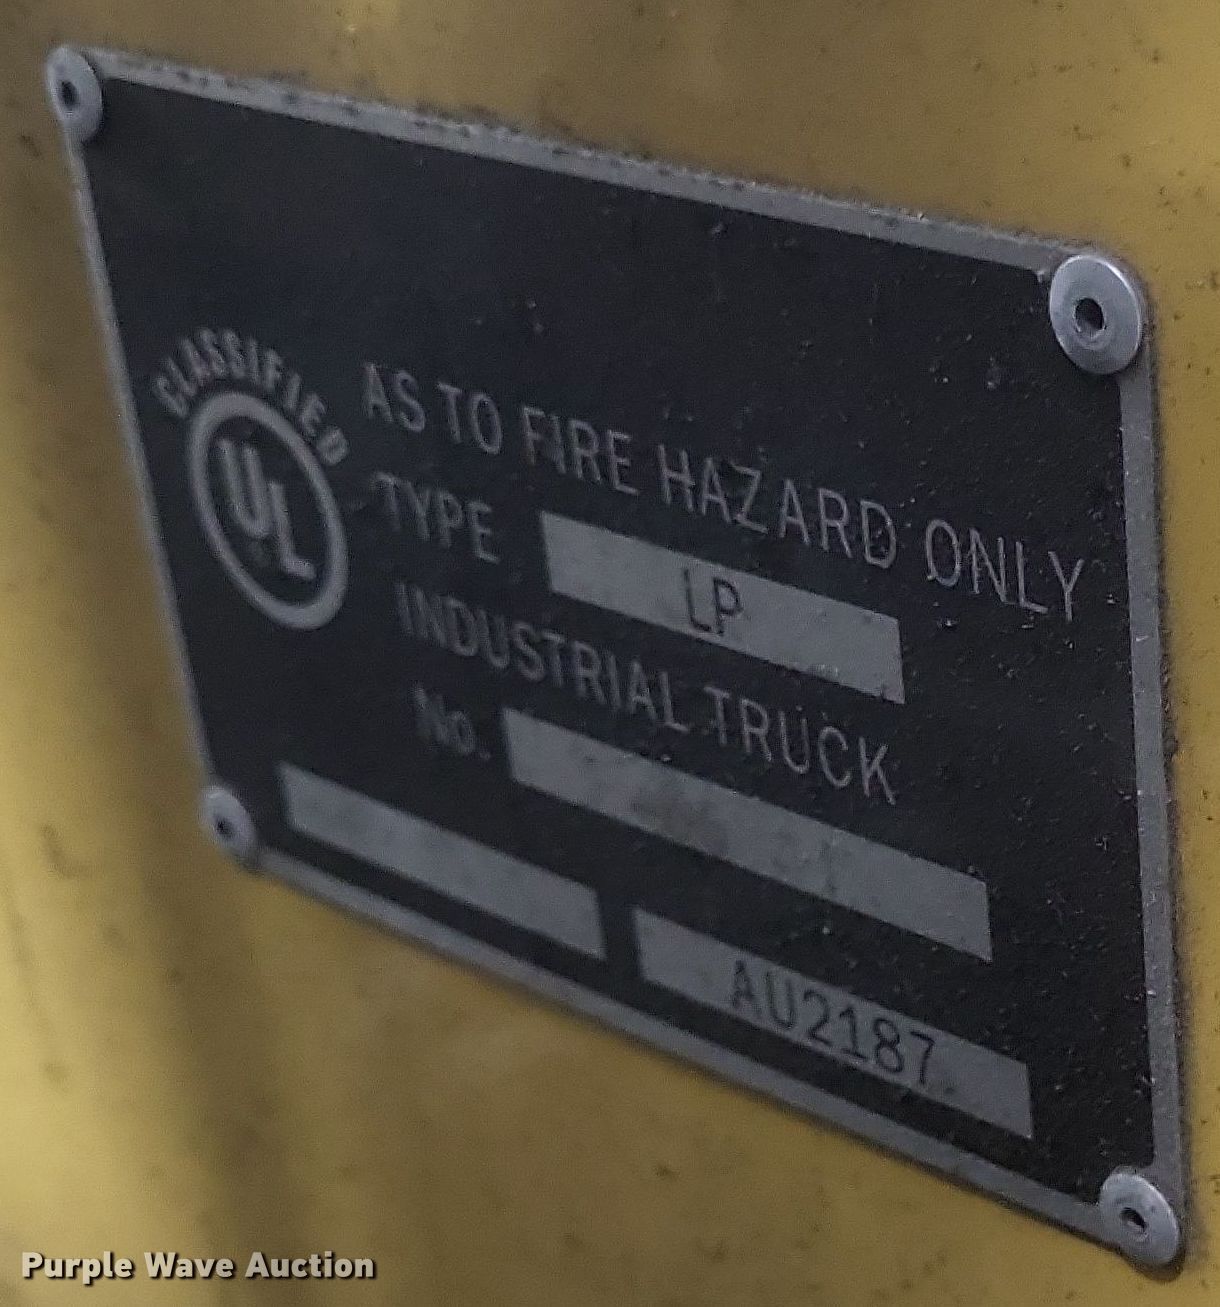 CLASSIFIED
UL
AS TO FIRE HAZARD ONLY
TYPE LP
INDUSTRIAL TRUCK
No.
AU2187
Purple Wave Auction